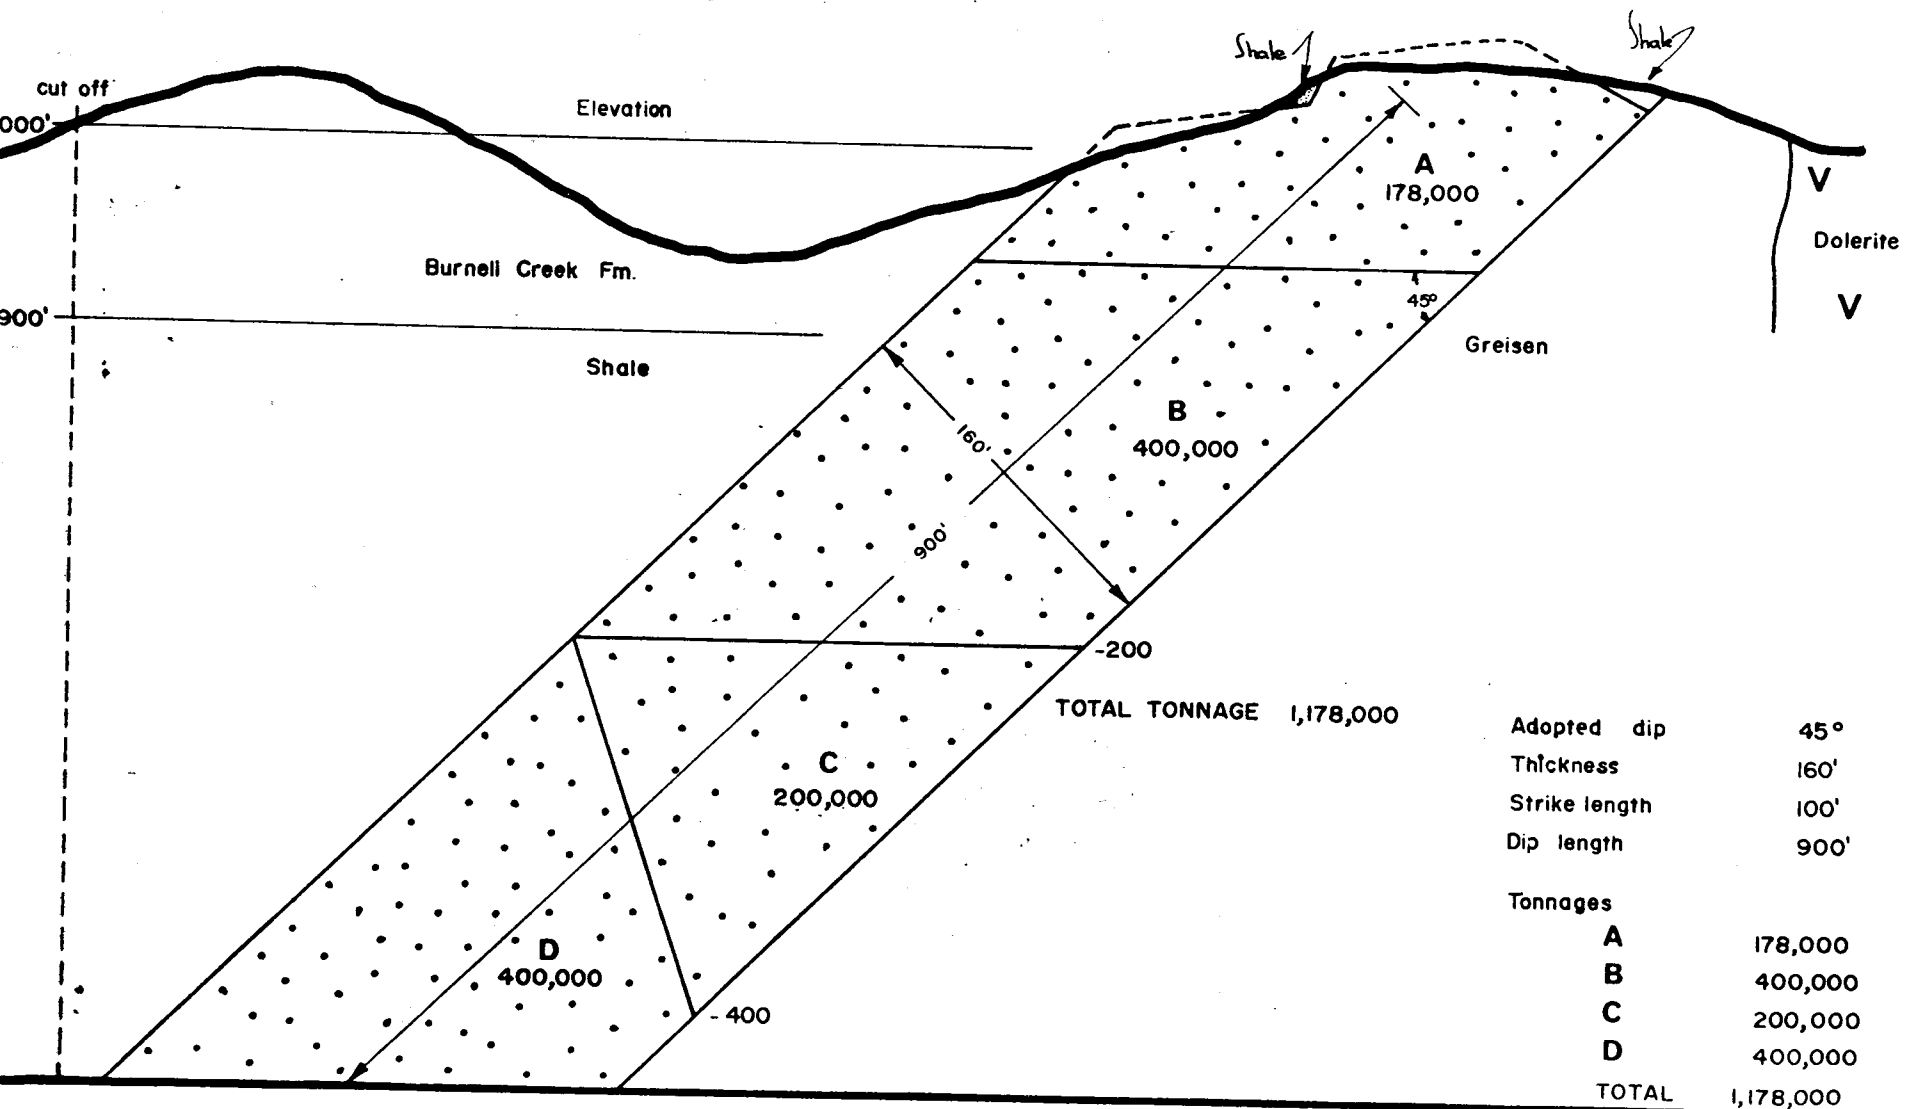 Shale
Shale
cut off
000'
Elevation
A
178,000
V
Dolerite
V
Burnell Creek Fm.
900'
45°
Greisen
Shale
160'
B
400,000
900'
-200
TOTAL TONNAGE 1,178,000
C
200,000
D
400,000
-400
Adopted dip 45°
Thickness 160'
Strike length 100'
Dip length 900'
Tonnages
A 178,000
B 400,000
C 200,000
D 400,000
TOTAL 1,178,000